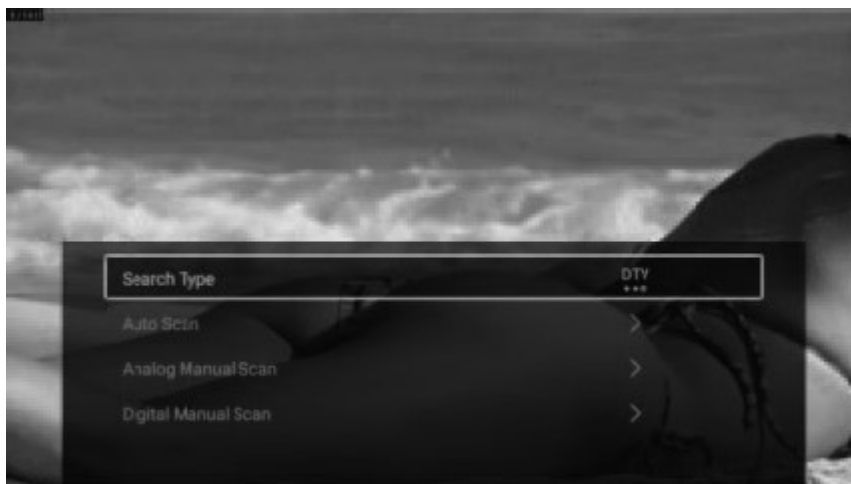 Search Type DTV
Auto Scan >
Analog Manual Scan >
Digital Manual Scan >